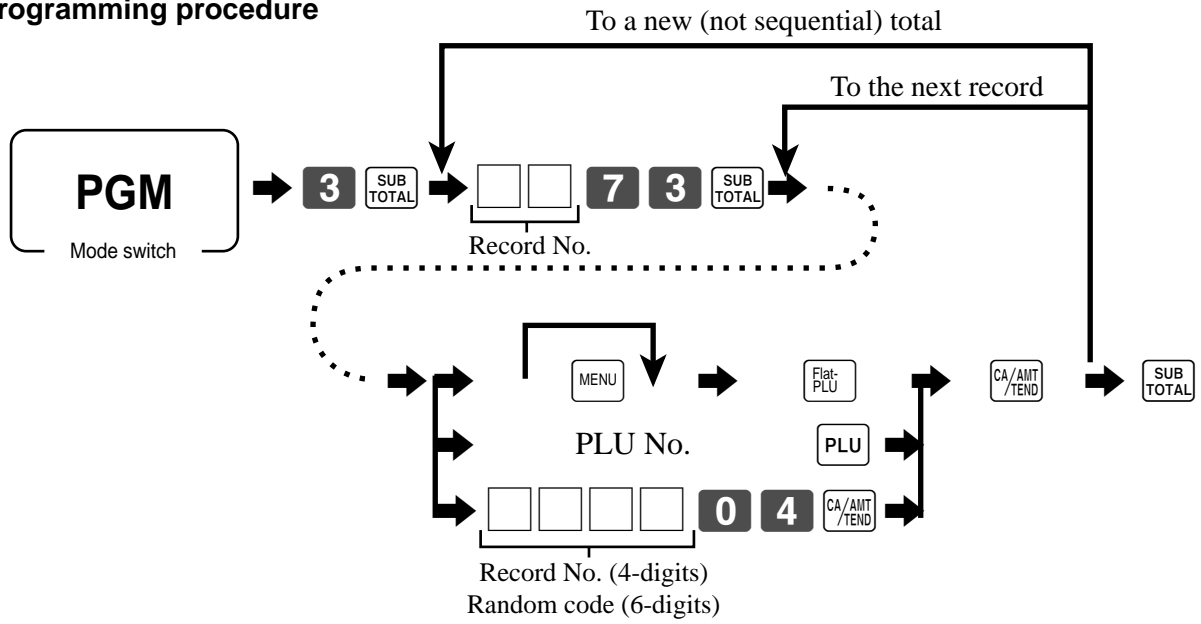 rogramming procedure
To a new (not sequential) total
To the next record
PGM
Mode switch
3 SUB TOTAL 7 3 SUB TOTAL
Record No.
MENU Flat-PLU CA/AMT/TEND SUB TOTAL
PLU No. PLU
0 4 CA/AMT/TEND
Record No. (4-digits)
Random code (6-digits)